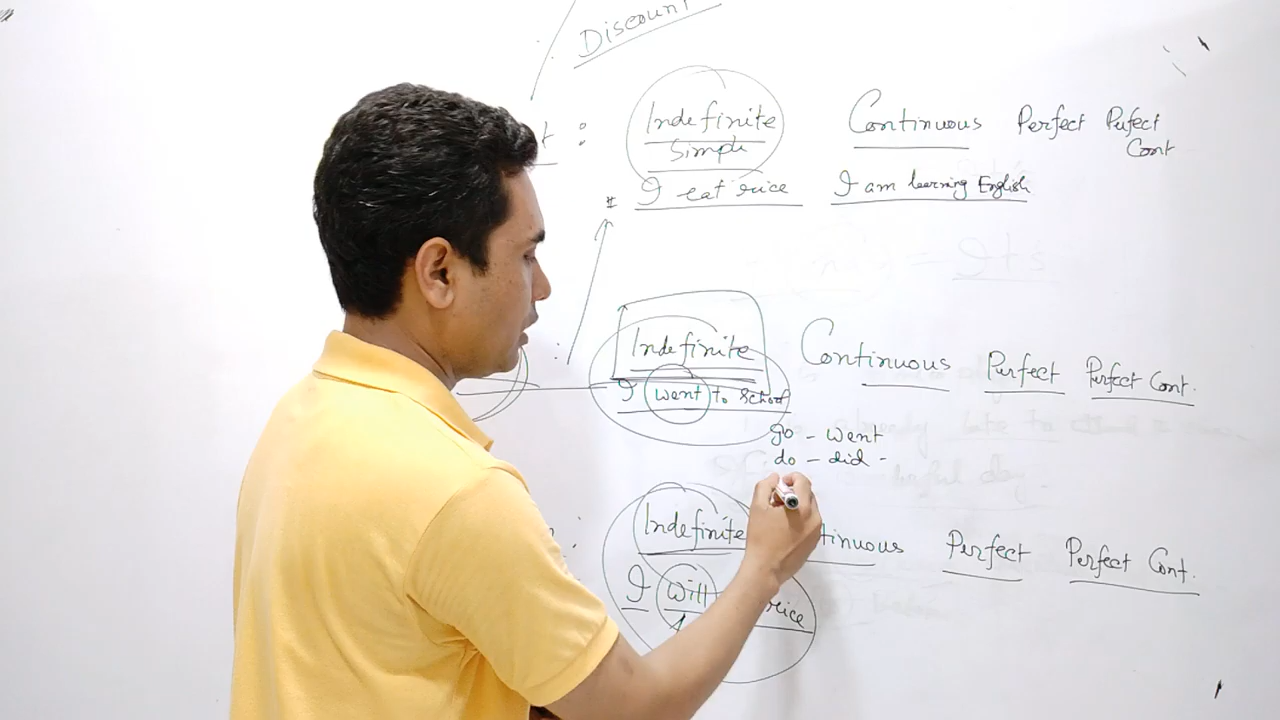 Discount
t :
Indefinite Continuous Perfect Perfect
Simple Cont
I eat rice I am learning English
Indefinite Continuous Perfect Perfect Cont.
I went to School
go - went
do - did -
Indefinite tinuous Perfect Perfect Cont.
I will rice